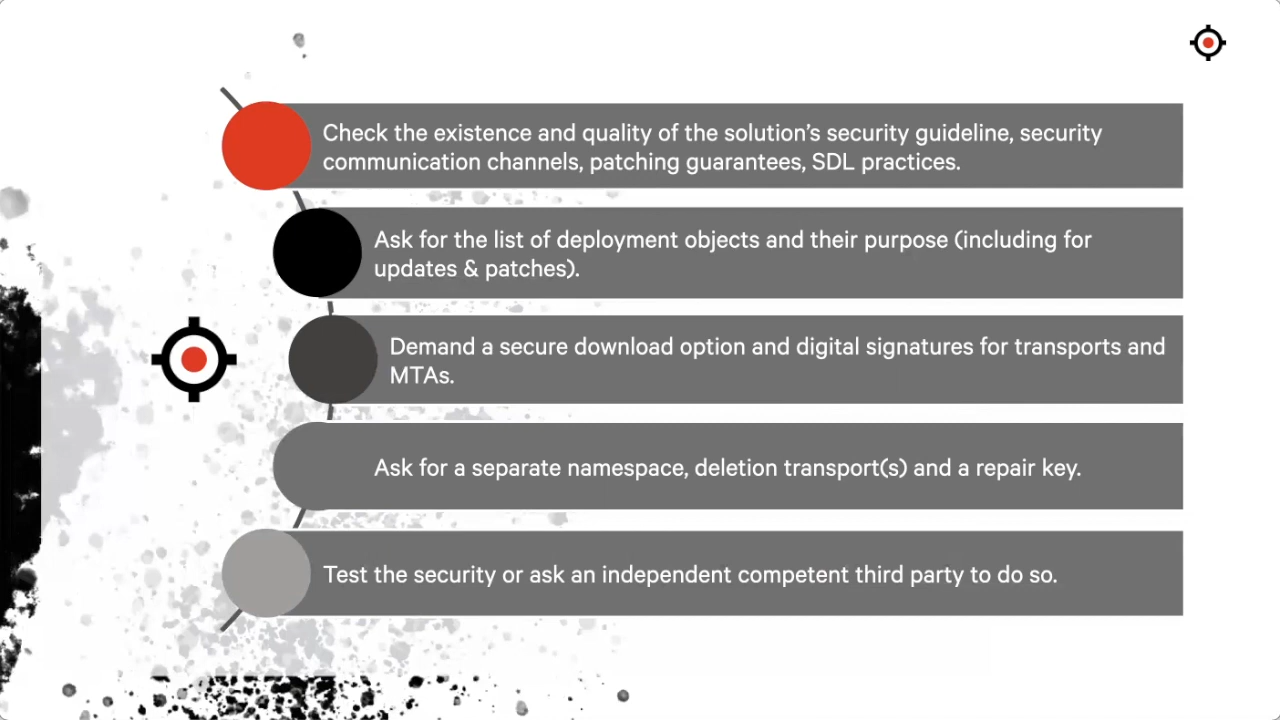 Check the existence and quality of the solution’s security guideline, security
communication channels, patching guarantees, SDL practices.
Ask for the list of deployment objects and their purpose (including for
updates & patches).
Demand a secure download option and digital signatures for transports and
MTAs.
Ask for a separate namespace, deletion transport(s) and a repair key.
Test the security or ask an independent competent third party to do so.